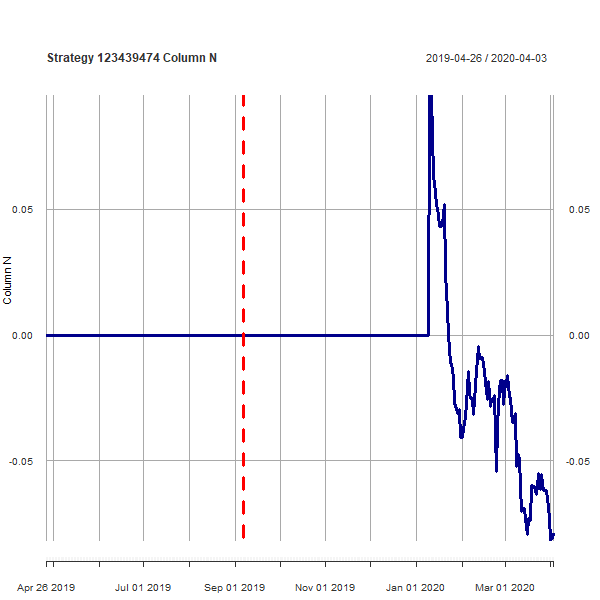 Strategy 123439474 Column N
2019-04-26 / 2020-04-03
Column N
0.05
0.05
0.00
0.00
-0.05
-0.05
Apr 26 2019
Jul 01 2019
Sep 01 2019
Nov 01 2019
Jan 01 2020
Mar 01 2020